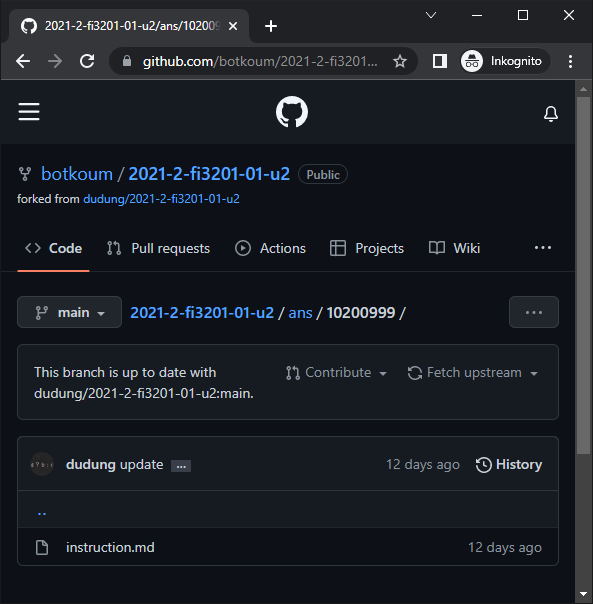 2021-2-fi3201-01-u2/ans/10200999
github.com/botkoum/2021-2-fi3201... Inkognito
botkoum / 2021-2-fi3201-01-u2 Public
forked from dudung/2021-2-fi3201-01-u2
Code Pull requests Actions Projects Wiki ...
main 2021-2-fi3201-01-u2 / ans / 10200999 / ...
This branch is up to date with
dudung/2021-2-fi3201-01-u2:main.
Contribute Fetch upstream
dudung update ... 12 days ago History
..
instruction.md 12 days ago